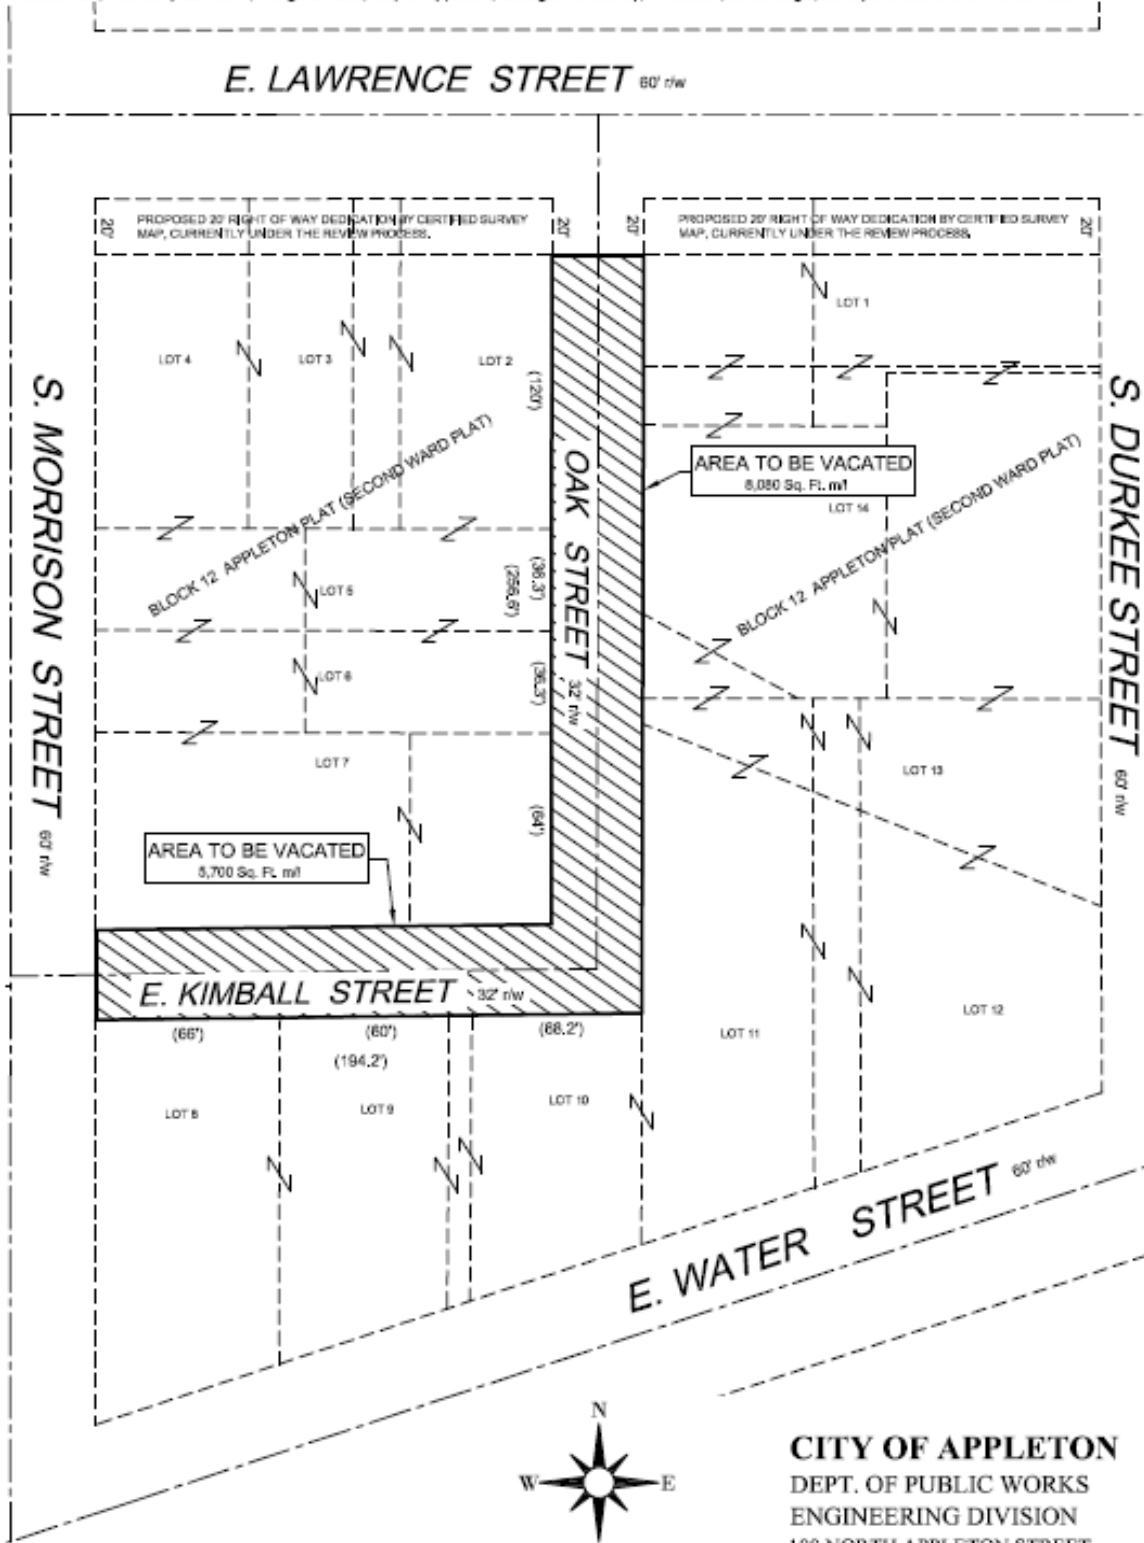 E. LAWRENCE STREET 60' r/w
20'
PROPOSED 20' RIGHT OF WAY DEDICATION BY CERTIFIED SURVEY
MAP, CURRENTLY UNDER THE REVIEW PROCESS.
20'
20'
PROPOSED 20' RIGHT OF WAY DEDICATION BY CERTIFIED SURVEY
MAP, CURRENTLY UNDER THE REVIEW PROCESS.
20'
LOT 1
LOT 4
LOT 3
LOT 2
(120')
S. MORRISON STREET 60' r/w
BLOCK 12 APPLETON PLAT (SECOND WARD PLAT)
OAK STREET 32' r/w
AREA TO BE VACATED
8,080 Sq. Ft. m/l
LOT 14
BLOCK 12 APPLETON PLAT (SECOND WARD PLAT)
S. DURKEE STREET 60' r/w
LOT 5
(36.3')
(256.6')
LOT 6
(36.3')
LOT 7
LOT 13
(64')
AREA TO BE VACATED
5,700 Sq. Ft. m/l
E. KIMBALL STREET 32' r/w
(66')
(60')
(68.2')
(194.2')
LOT 11
LOT 12
LOT 8
LOT 9
LOT 10
E. WATER STREET 60' r/w
N
W
E
CITY OF APPLETON
DEPT. OF PUBLIC WORKS
ENGINEERING DIVISION
100 NORTH APPLETON STREET